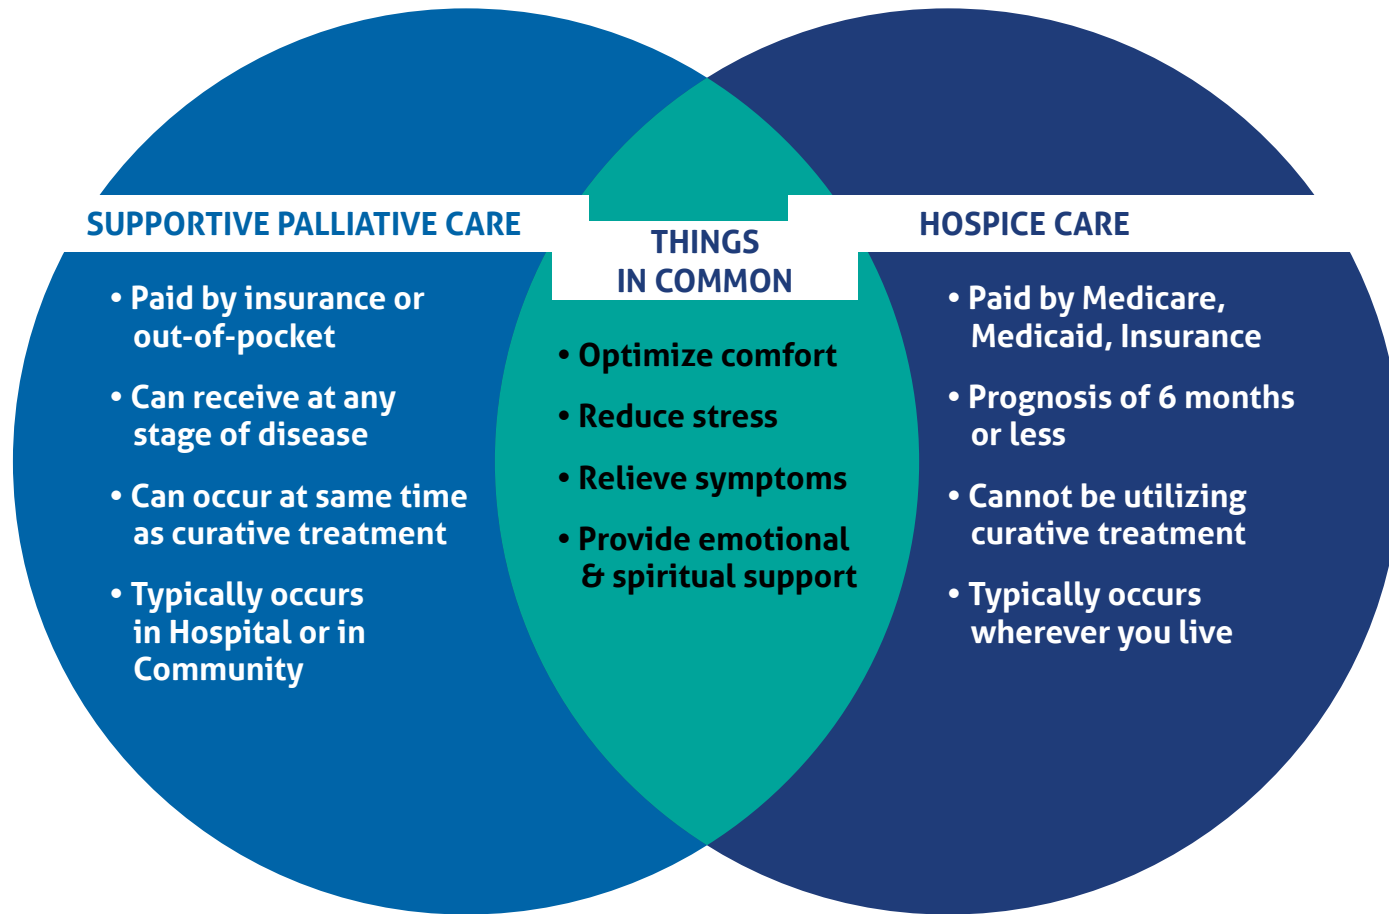 SUPPORTIVE PALLIATIVE CARE
• Paid by insurance or
out-of-pocket
• Can receive at any
stage of disease
• Can occur at same time
as curative treatment
• Typically occurs
in Hospital or in
Community
THINGS
IN COMMON
• Optimize comfort
• Reduce stress
• Relieve symptoms
• Provide emotional
& spiritual support
HOSPICE CARE
• Paid by Medicare,
Medicaid, Insurance
• Prognosis of 6 months
or less
• Cannot be utilizing
curative treatment
• Typically occurs
wherever you live